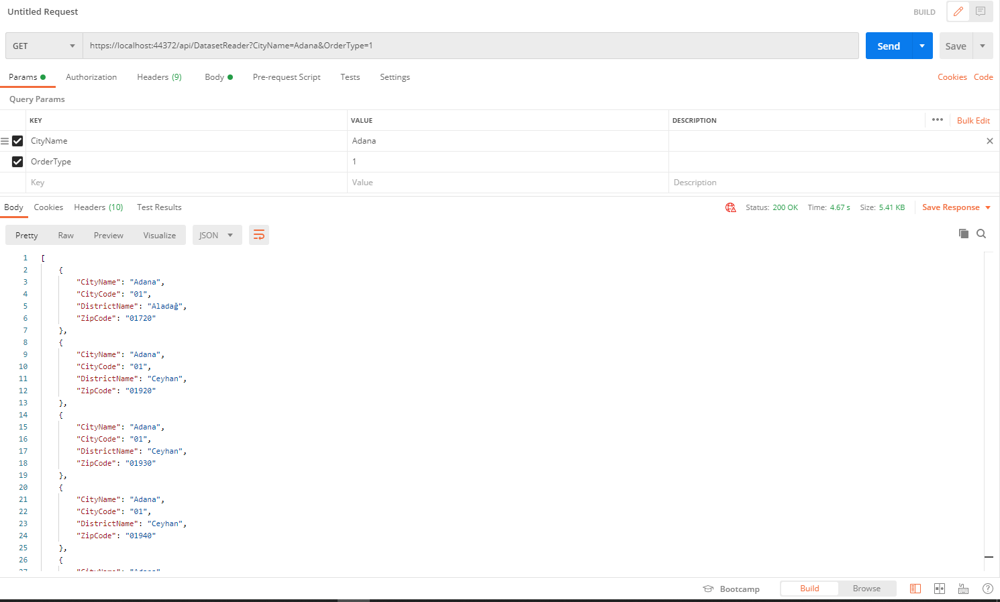 Untitled Request
BUILD
GET
https://localhost:44372/api/DatasetReader?CityName=Adana&OrderType=1
Send
Save
Params
Authorization
Headers (9)
Body
Pre-request Script
Tests
Settings
Cookies
Code
Query Params
KEY
VALUE
DESCRIPTION
•••
Bulk Edit
CityName
Adana
OrderType
1
Key
Value
Description
Body
Cookies
Headers (10)
Test Results
Status: 200 OK
Time: 4.67 s
Size: 5.41 KB
Save Response
Pretty
Raw
Preview
Visualize
JSON
1 [
2 {
3 "CityName": "Adana",
4 "CityCode": "01",
5 "DistrictName": "Aladağ",
6 "ZipCode": "01720"
7 },
8 {
9 "CityName": "Adana",
10 "CityCode": "01",
11 "DistrictName": "Ceyhan",
12 "ZipCode": "01920"
13 },
14 {
15 "CityName": "Adana",
16 "CityCode": "01",
17 "DistrictName": "Ceyhan",
18 "ZipCode": "01930"
19 },
20 {
21 "CityName": "Adana",
22 "CityCode": "01",
23 "DistrictName": "Ceyhan",
24 "ZipCode": "01940"
25 },
26 {
27 "CityName": "Adana"
Bootcamp
Build
Browse